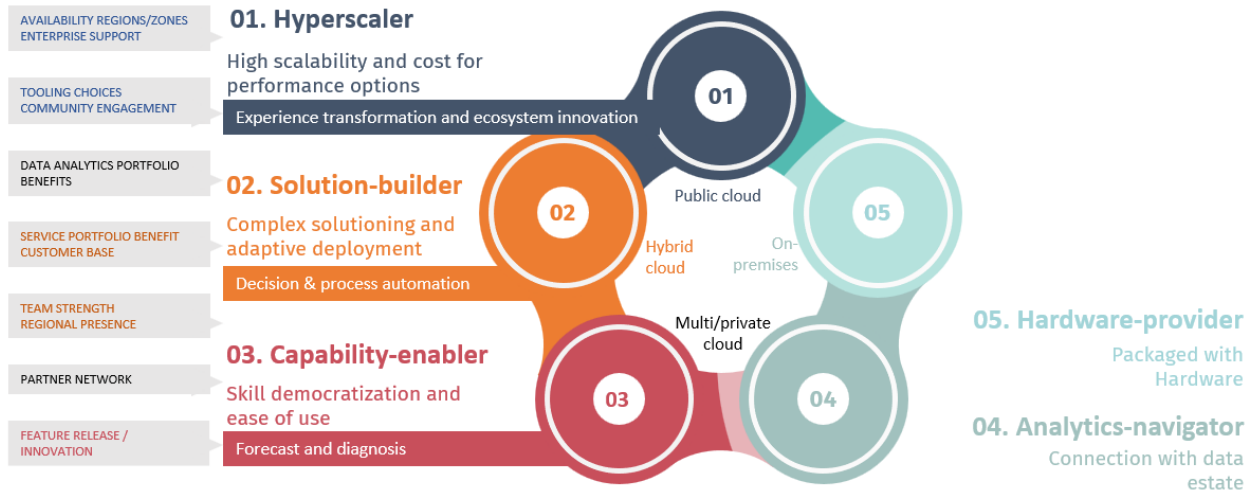 AVAILABILITY REGIONS/ZONES
ENTERPRISE SUPPORT
TOOLING CHOICES
COMMUNITY ENGAGEMENT
DATA ANALYTICS PORTFOLIO
BENEFITS
SERVICE PORTFOLIO BENEFIT
CUSTOMER BASE
TEAM STRENGTH
REGIONAL PRESENCE
PARTNER NETWORK
FEATURE RELEASE /
INNOVATION
01. Hyperscaler
High scalability and cost for
performance options
Experience transformation and ecosystem innovation
02. Solution-builder
Complex solutioning and
adaptive deployment
Decision & process automation
03. Capability-enabler
Skill democratization and
ease of use
Forecast and diagnosis
01
02
03
04
05
Public cloud
Hybrid
cloud
On-
premises
Multi/private
cloud
05. Hardware-provider
Packaged with
Hardware
04. Analytics-navigator
Connection with data
estate